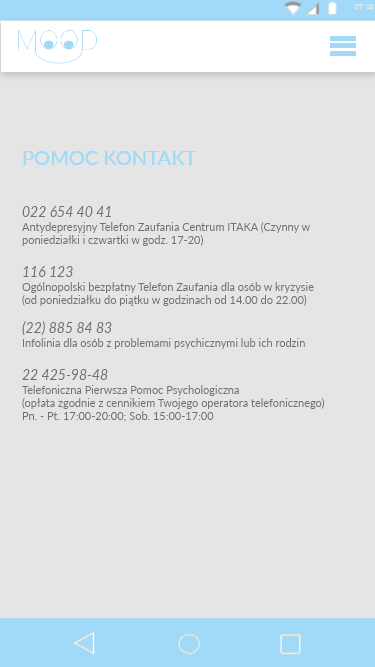 MOOD
POMOC KONTAKT
022 654 40 41
Antydepresyjny Telefon Zaufania Centrum ITAKA (Czynny w
poniedziałki i czwartki w godz. 17-20)
116 123
Ogólnopolski bezpłatny Telefon Zaufania dla osób w kryzysie
(od poniedziałku do piątku w godzinach od 14.00 do 22.00)
(22) 885 84 83
Infolinia dla osób z problemami psychicznymi lub ich rodzin
22 425-98-48
Telefoniczna Pierwsza Pomoc Psychologiczna
(opłata zgodnie z cennikiem Twojego operatora telefonicznego)
Pn. - Pt. 17:00-20:00; Sob. 15:00-17:00